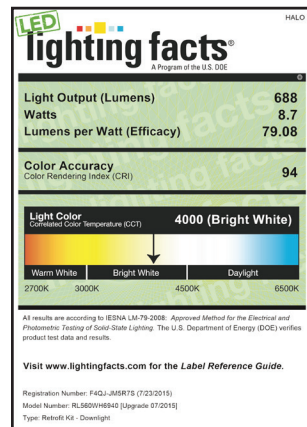 HALO
LED
lighting facts®
A Program of the U.S. DOE
Light Output (Lumens) 688
Watts 8.7
Lumens per Watt (Efficacy) 79.08
Color Accuracy 94
Color Rendering Index (CRI)
Light Color 4000 (Bright White)
Correlated Color Temperature (CCT)
Warm White Bright White Daylight
2700K 3000K 4500K 6500K
All results are according to IESNA LM-79-2008: Approved Method for the Electrical and
Photometric Testing of Solid-State Lighting. The U.S. Department of Energy (DOE) verifies
product test data and results.
Visit www.lightingfacts.com for the Label Reference Guide.
Registration Number: F4QJ-JM5R7S (7/23/2015)
Model Number: RL560WH6940 [Upgrade 07/2015]
Type: Retrofit Kit - Downlight